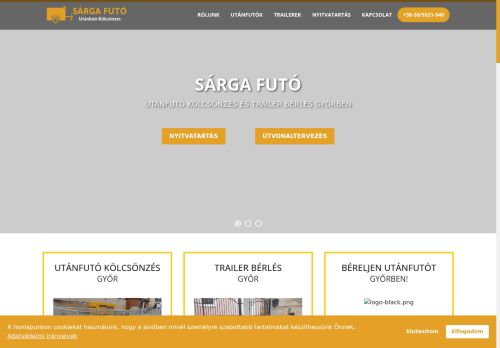 SÁRGA FUTÓ
Utánfutó Kölcsönzés
RÓLUNK UTÁNFUTÓK TRAILEREK NYITVATARTÁS KAPCSOLAT +36-30/5521-940
SÁRGA FUTÓ
UTÁNFUTÓ KÖLCSÖNZÉS ÉS TRAILER BÉRLÉS GYŐRBEN
NYITVATARTÁS ÚTVONALTERVEZÉS
UTÁNFUTÓ KÖLCSÖNZÉS
GYŐR
TRAILER BÉRLÉS
GYŐR
BÉRELJEN UTÁNFUTÓT
GYŐRBEN!
logo-black.png
A honlapunkon cookiekat használunk, hogy a jövőben minél személyre szabottabb tartalmakat készíthessünk Önnek.
Adatvédelmi irányelvek
Elutasítom Elfogadom